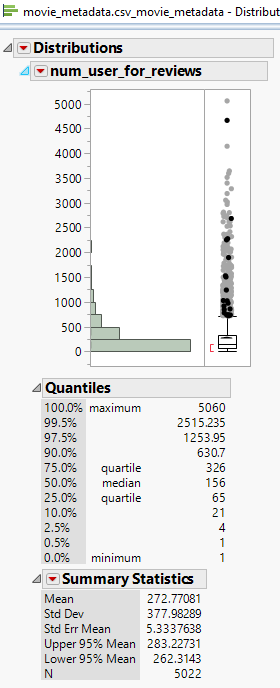 movie_metadata.csv_movie_metadata - Distribut
Distributions
num_user_for_reviews
5000
4500
4000
3500
3000
2500
2000
1500
1000
500
0
Quantiles
100.0% maximum 5060
99.5% 2515.235
97.5% 1253.95
90.0% 630.7
75.0% quartile 326
50.0% median 156
25.0% quartile 65
10.0% 21
2.5% 4
0.5% 1
0.0% minimum 1
Summary Statistics
Mean 272.77081
Std Dev 377.98289
Std Err Mean 5.3337638
Upper 95% Mean 283.22731
Lower 95% Mean 262.3143
N 5022